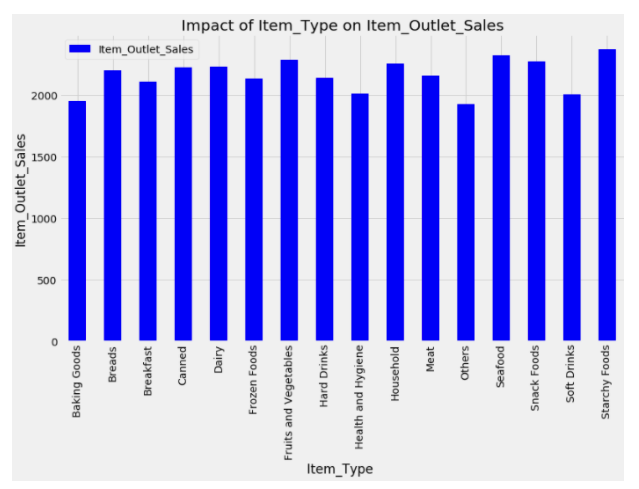 Impact of Item_Type on Item_Outlet_Sales
Item_Outlet_Sales
Item_Outlet_Sales
2000
1500
1000
500
0
Baking Goods
Breads
Breakfast
Canned
Dairy
Frozen Foods
Fruits and Vegetables
Hard Drinks
Health and Hygiene
Household
Meat
Others
Seafood
Snack Foods
Soft Drinks
Starchy Foods
Item_Type